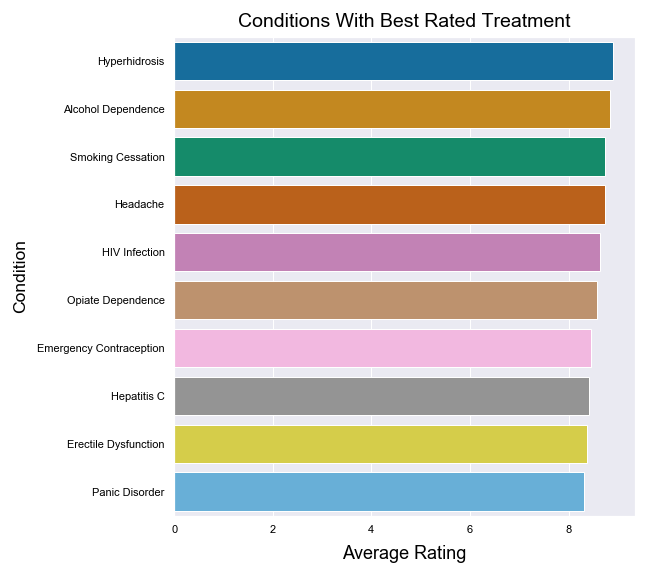 Conditions With Best Rated Treatment
Hyperhidrosis
Alcohol Dependence
Smoking Cessation
Headache
HIV Infection
Opiate Dependence
Emergency Contraception
Hepatitis C
Erectile Dysfunction
Panic Disorder
Condition
0 2 4 6 8
Average Rating